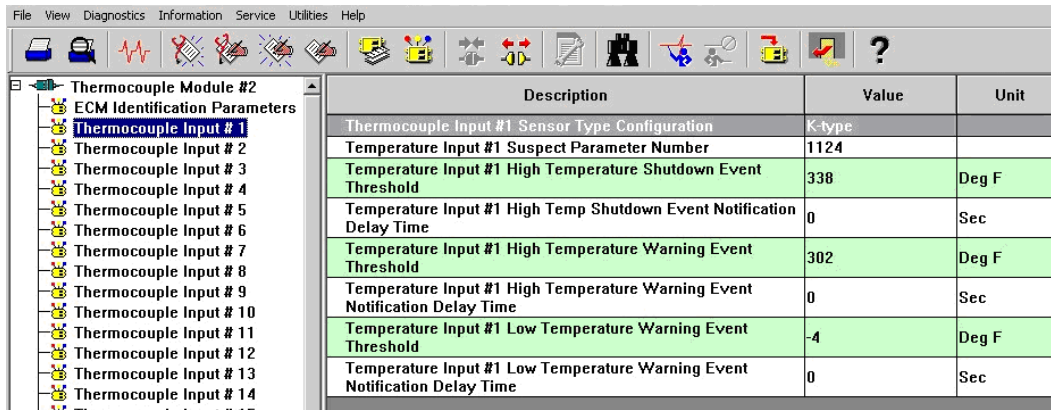 File View Diagnostics Information Service Utilities Help
?
Thermocouple Module #2
ECM Identification Parameters
Thermocouple Input # 1
Thermocouple Input # 2
Thermocouple Input # 3
Thermocouple Input # 4
Thermocouple Input # 5
Thermocouple Input # 6
Thermocouple Input # 7
Thermocouple Input # 8
Thermocouple Input # 9
Thermocouple Input # 10
Thermocouple Input # 11
Thermocouple Input # 12
Thermocouple Input # 13
Thermocouple Input # 14
Description Value Unit
Thermocouple Input #1 Sensor Type Configuration K-type
Temperature Input #1 Suspect Parameter Number 1124
Temperature Input #1 High Temperature Shutdown Event
Threshold
338 Deg F
Temperature Input #1 High Temp Shutdown Event Notification
Delay Time
0 Sec
Temperature Input #1 High Temperature Warning Event
Threshold
302 Deg F
Temperature Input #1 High Temperature Warning Event
Notification Delay Time
0 Sec
Temperature Input #1 Low Temperature Warning Event
Threshold
-4 Deg F
Temperature Input #1 Low Temperature Warning Event
Notification Delay Time
0 Sec